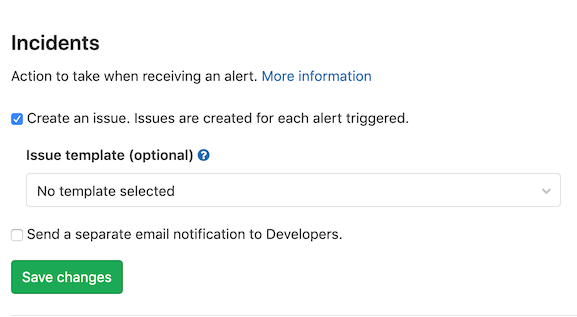 Incidents
Action to take when receiving an alert. More information
Create an issue. Issues are created for each alert triggered.
Issue template (optional) ?
No template selected
Send a separate email notification to Developers.
Save changes